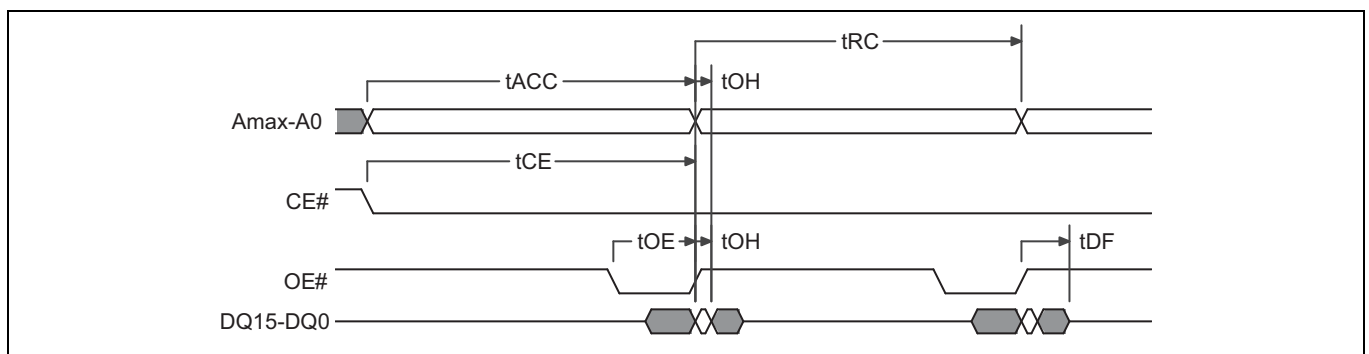 tRC
tACC tOH
Amax-A0
tCE
CE#
tOE tOH tDF
OE#
DQ15-DQ0